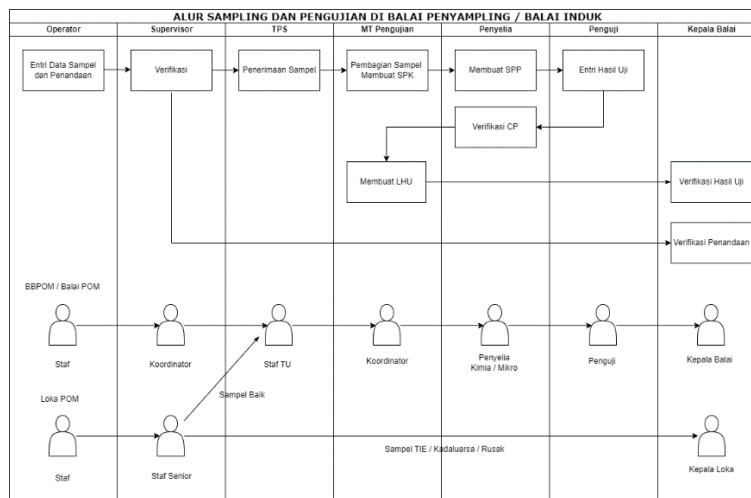 ALUR SAMPLING DAN PENGUJIAN DI BALAI PENYAMPLING / BALAI INDUK
Operator
Supervisor
TPS
MT Pengujian
Penyelia
Penguji
Kepala Balai
Entri Data Sampel
dan Penandaan
Verifikasi
Penerimaan Sampel
Pembagian Sampel
Membuat SPK
Membuat SPP
Entri Hasil Uji
Verifikasi CP
Membuat LHU
Verifikasi Hasil Uji
Verifikasi Penandaan
BBPOM / Balai POM
Staf
Koordinator
Staf TU
Koordinator
Penyelia
Kimia / Mikro
Penguji
Kepala Balai
Sampel Baik
Loka POM
Staf
Staf Senior
Sampel TIE / Kadaluarsa / Rusak
Kepala Loka